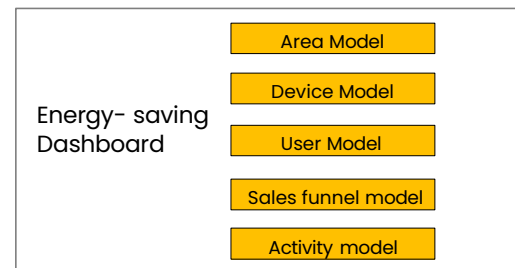 Energy- saving
Dashboard
Area Model
Device Model
User Model
Sales funnel model
Activity model